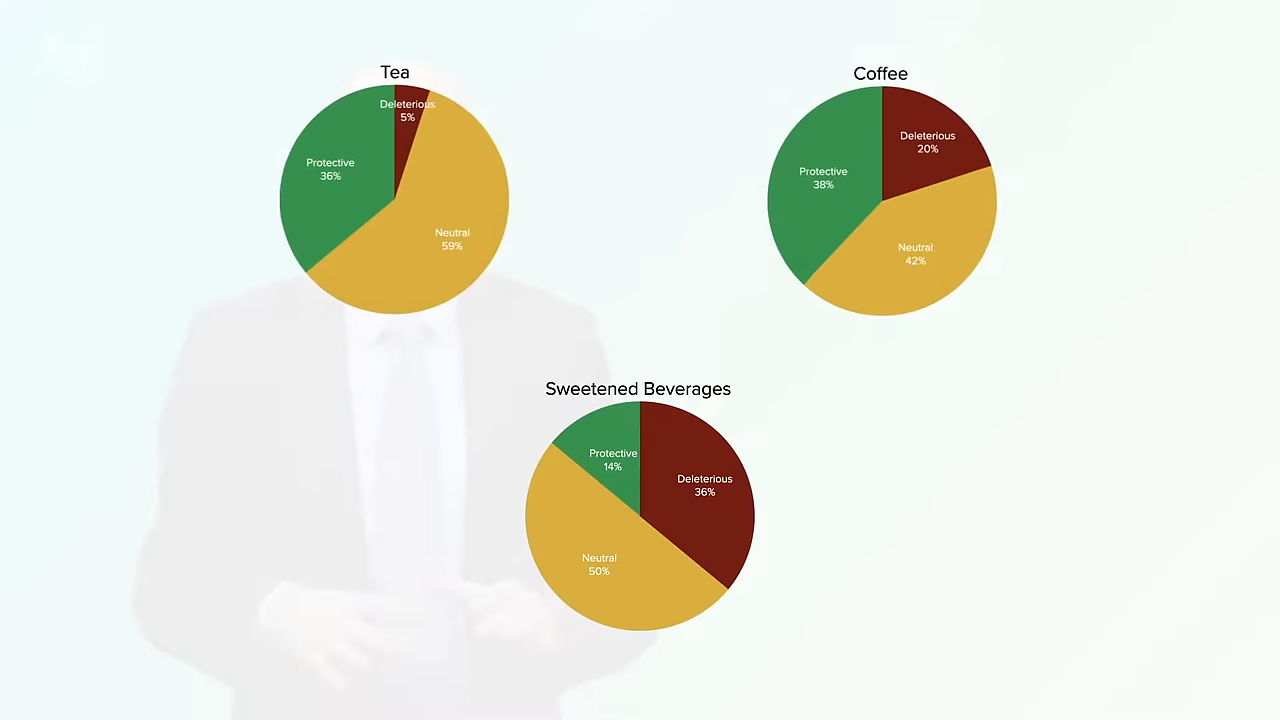 Tea
Deleterious
5%
Protective
36%
Neutral
59%
Coffee
Deleterious
20%
Protective
38%
Neutral
42%
Sweetened Beverages
Protective
14%
Deleterious
36%
Neutral
50%